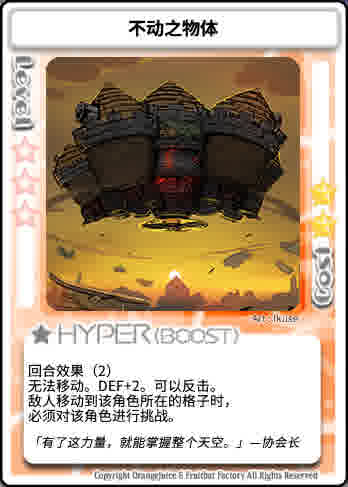 不动之物体
Level
Cost
Art: Ikuse
HYPER(BOOST)
回合效果（2）
无法移动。DEF+2。可以反击。
敌人移动到该角色所在的格子时，
必须对该角色进行挑战。
「有了这力量，就能掌握整个天空。」—协会长
Copyright OrangeJuice & Fruitbat Factory All Rights Reserved